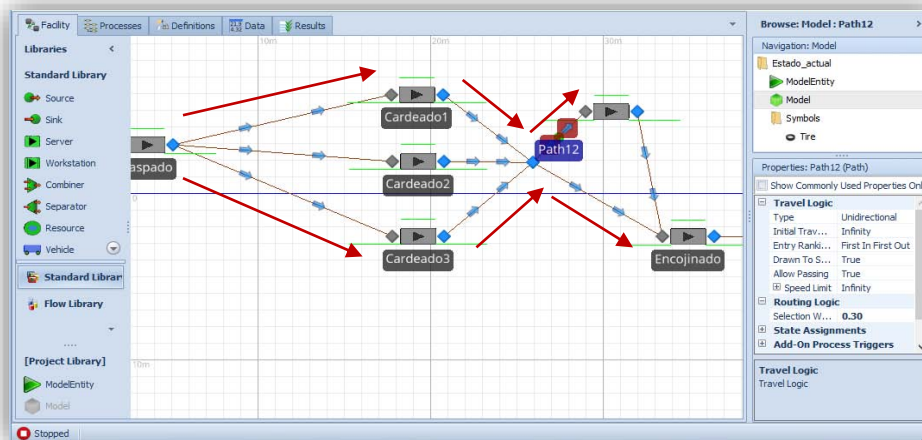 Facility
Processes
Definitions
Data
Results
Libraries
Standard Library
Source
Sink
Server
Workstation
Combiner
Separator
Resource
Vehicle
Standard Librar
Flow Library
[Project Library]
ModelEntity
Model
10m
20m
30m
0
10m
aspado
Cardeado1
Cardeado2
Cardeado3
Path12
Encojinado
Browse: Model : Path12
Navigation: Model
Estado_actual
ModelEntity
Model
Symbols
Tire
Properties: Path12 (Path)
Show Commonly Used Properties Onl
Travel Logic
Type Unidirectional
Initial Trav... Infinity
Entry Ranki... First In First Out
Drawn To S... True
Allow Passing True
Speed Limit Infinity
Routing Logic
Selection W... 0.30
State Assignments
Add-On Process Triggers
Travel Logic
Travel Logic
Stopped